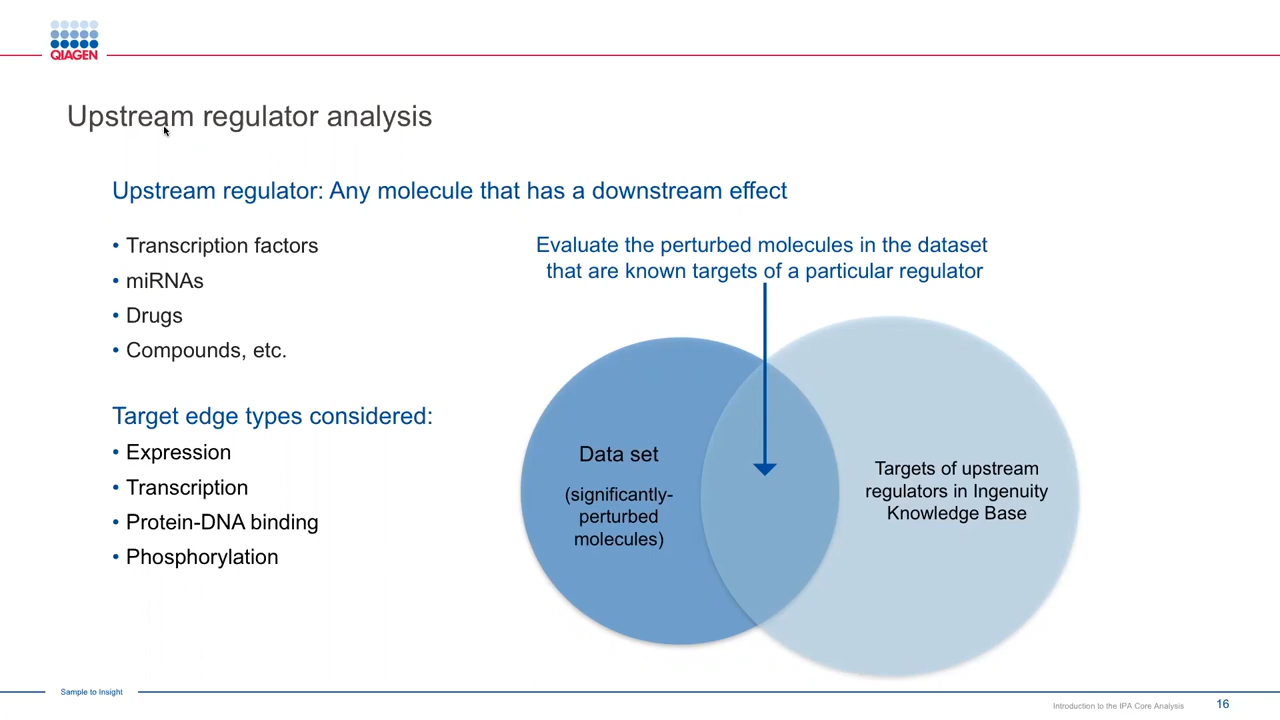 QIAGEN
Upstream regulator analysis
Upstream regulator: Any molecule that has a downstream effect
• Transcription factors
• miRNAs
• Drugs
• Compounds, etc.
Target edge types considered:
• Expression
• Transcription
• Protein-DNA binding
• Phosphorylation
Evaluate the perturbed molecules in the dataset
that are known targets of a particular regulator
Data set
(significantly-
perturbed
molecules)
Targets of upstream
regulators in Ingenuity
Knowledge Base
Sample to Insight
Introduction to the IPA Core Analysis
16